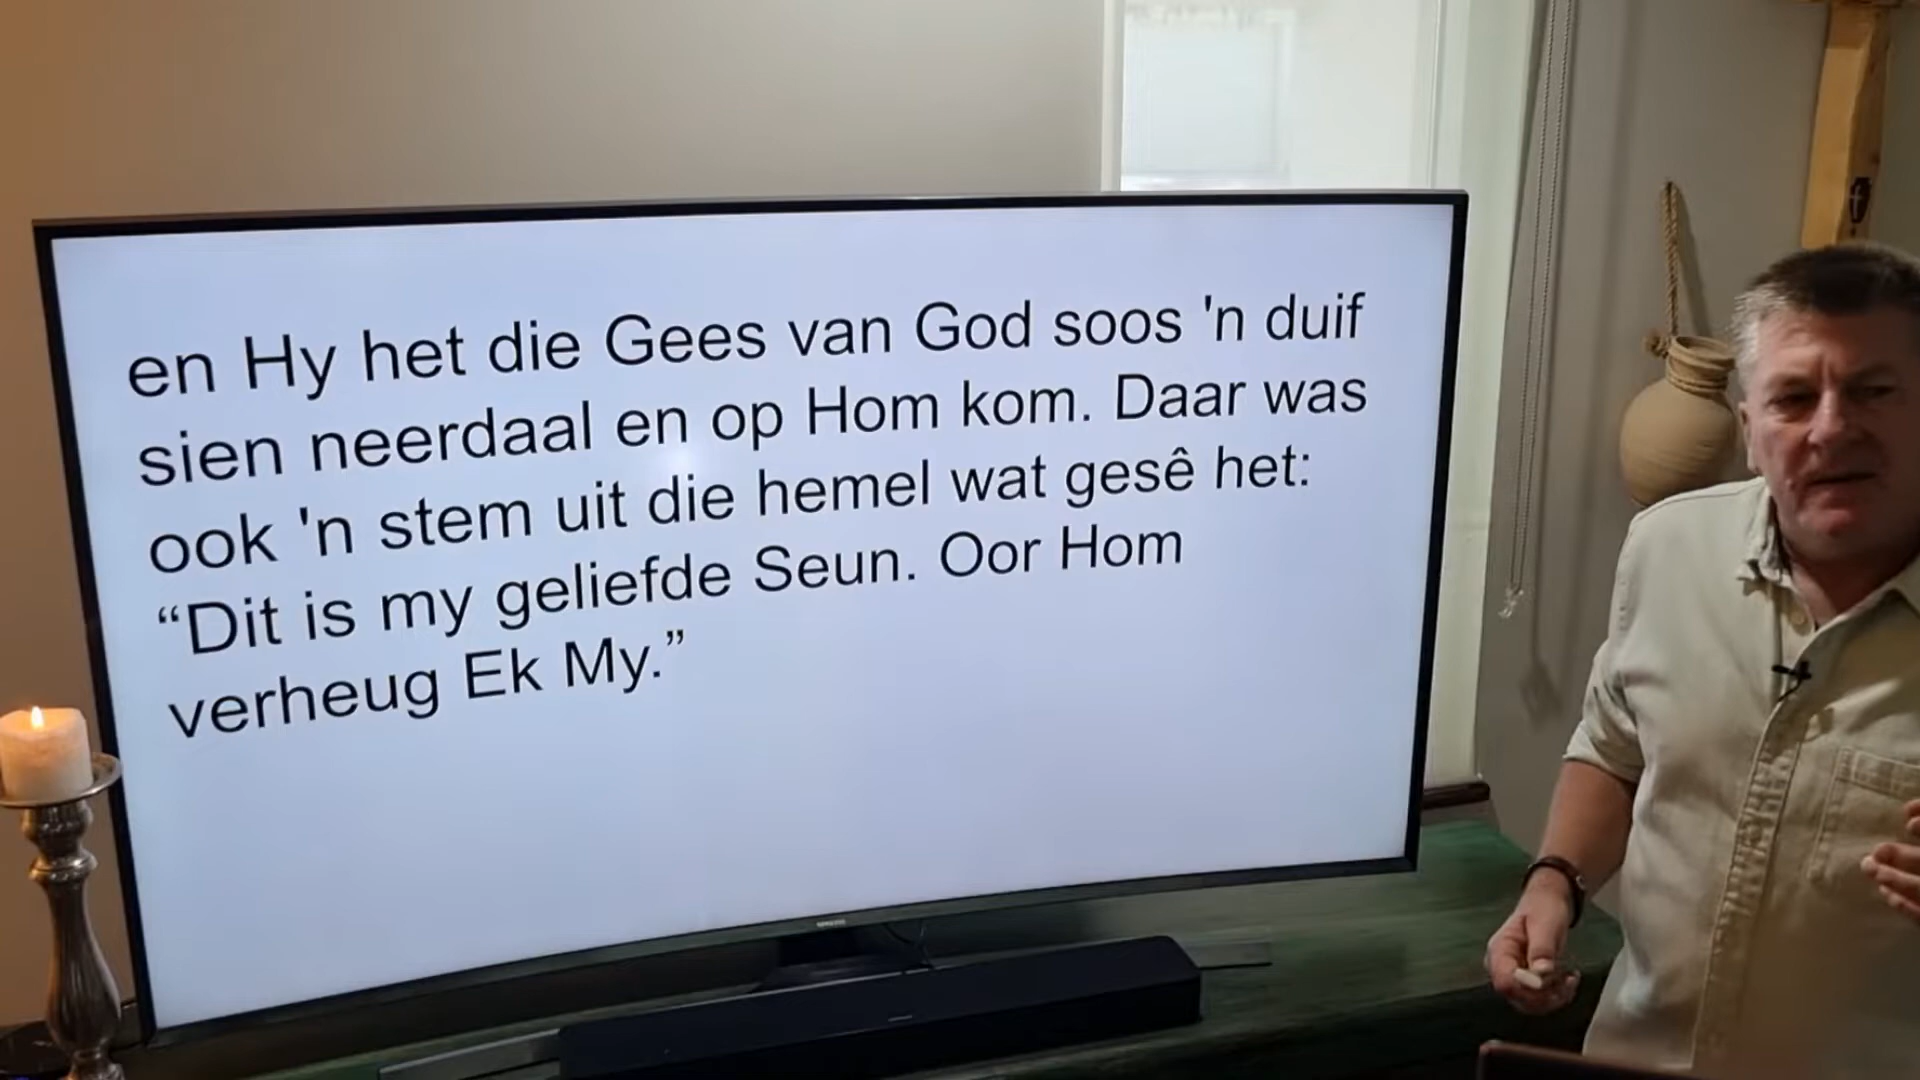 en Hy het die Gees van God soos 'n duif
sien neerdaal en op Hom kom. Daar was
ook 'n stem uit die hemel wat gesê het:
“Dit is my geliefde Seun. Oor Hom
verheug Ek My.”